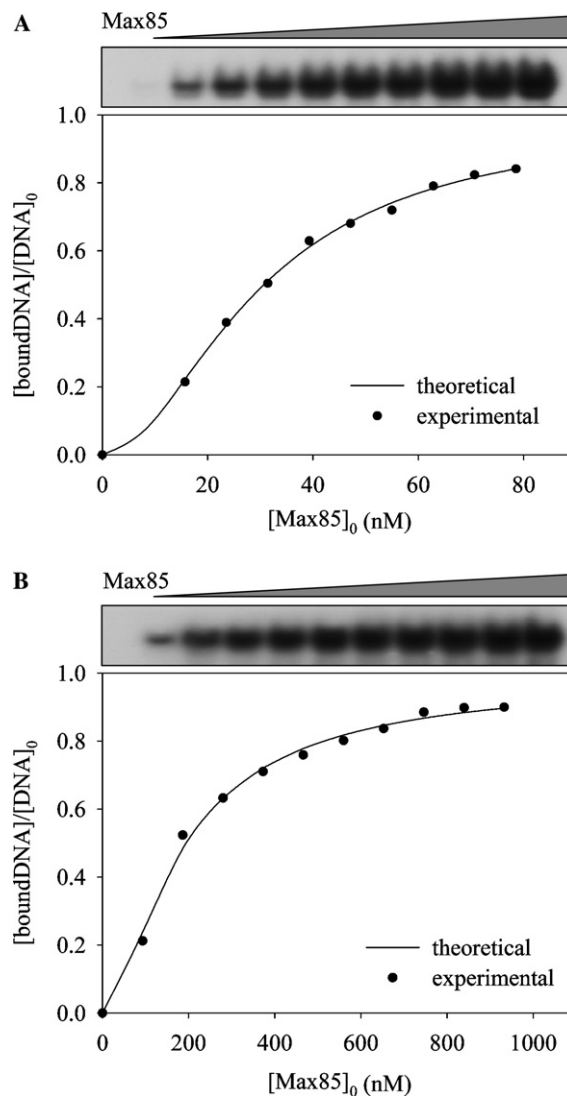 A
Max85
1.0
0.8
0.6
0.4
0.2
0.0
[boundDNA]/[DNA]0
theoretical
experimental
0 20 40 60 80
[Max85]0 (nM)
B
Max85
1.0
0.8
0.6
0.4
0.2
0.0
[boundDNA]/[DNA]0
theoretical
experimental
0 200 400 600 800 1000
[Max85]0 (nM)